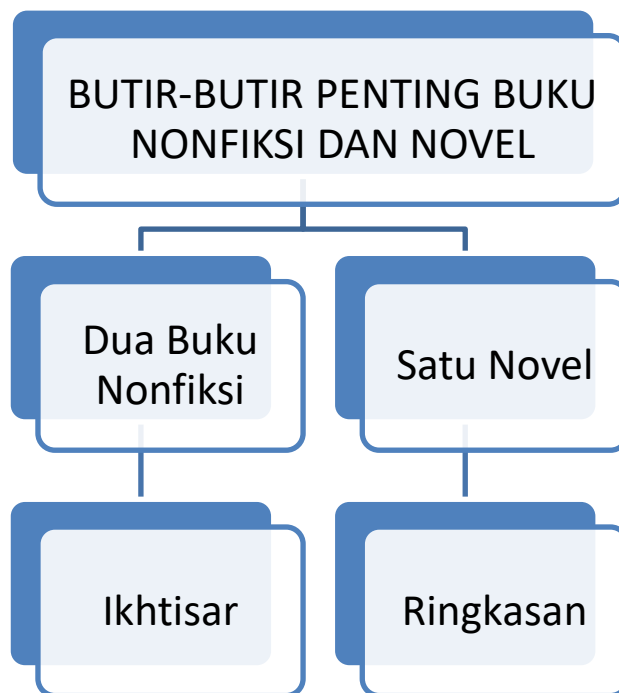 BUTIR-BUTIR PENTING BUKU
NONFIKSI DAN NOVEL
Dua Buku
Nonfiksi
Satu Novel
Ikhtisar
Ringkasan